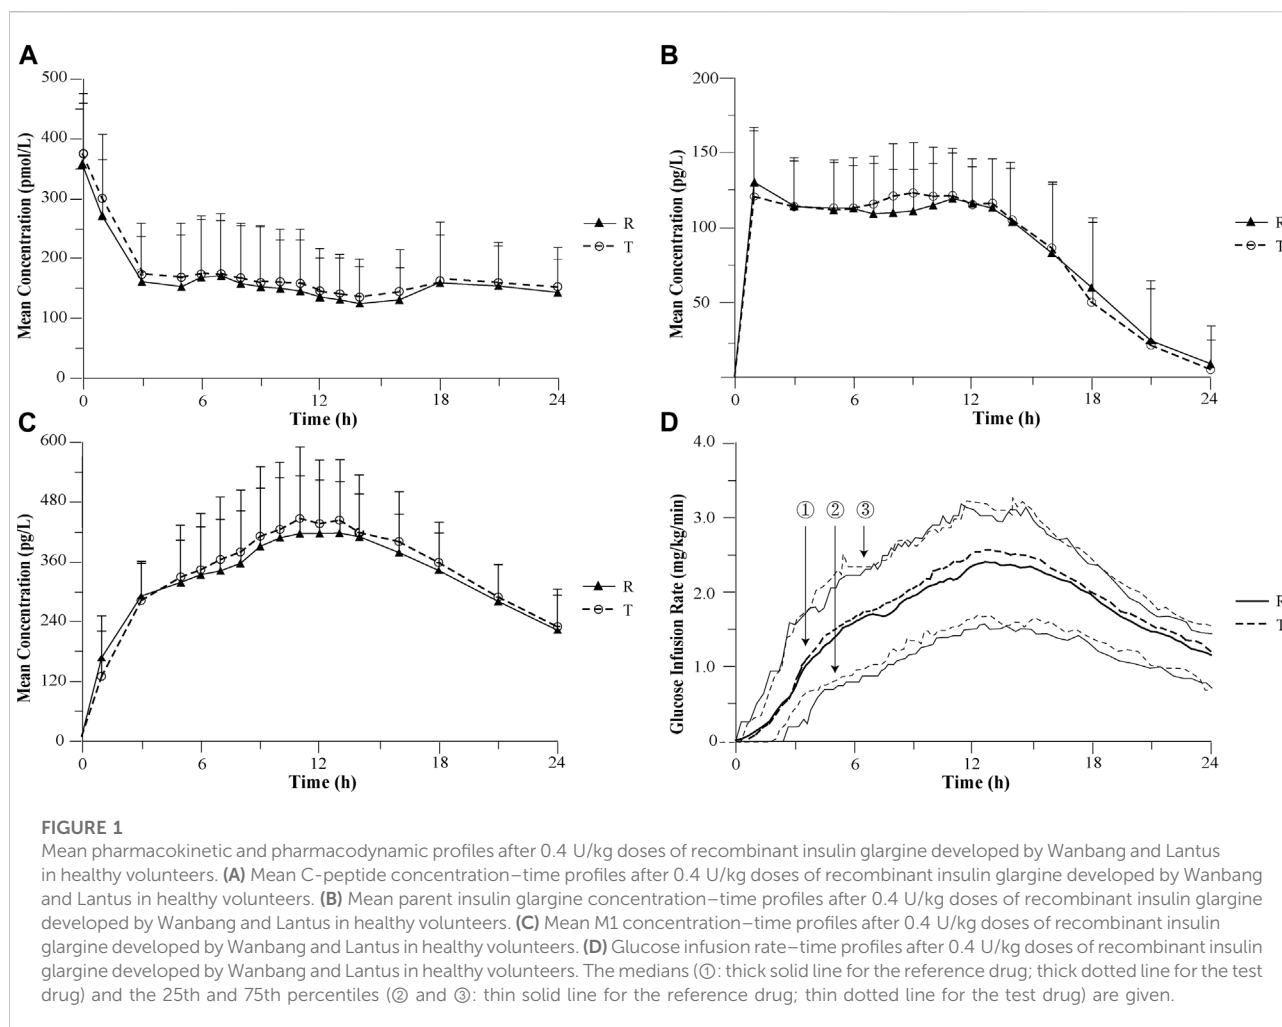 A
500
400
300
200
100
0
Mean Concentration (pmol/L)
0
6
12
18
24
Time (h)
R
T
B
200
150
100
50
Mean Concentration (pg/L)
0
6
12
18
24
Time (h)
R
T
C
600
480
360
240
120
0
Mean Concentration (pg/L)
0
6
12
18
24
Time (h)
R
T
D
4.0
3.0
2.0
1.0
0
Glucose Infusion Rate (mg/kg/min)
① ② ③
0
6
12
18
24
Time (h)
R
T
FIGURE 1
Mean pharmacokinetic and pharmacodynamic profiles after 0.4 U/kg doses of recombinant insulin glargine developed by Wanbang and Lantus
in healthy volunteers. (A) Mean C-peptide concentration–time profiles after 0.4 U/kg doses of recombinant insulin glargine developed by Wanbang
and Lantus in healthy volunteers. (B) Mean parent insulin glargine concentration–time profiles after 0.4 U/kg doses of recombinant insulin glargine
developed by Wanbang and Lantus in healthy volunteers. (C) Mean M1 concentration–time profiles after 0.4 U/kg doses of recombinant insulin
glargine developed by Wanbang and Lantus in healthy volunteers. (D) Glucose infusion rate–time profiles after 0.4 U/kg doses of recombinant insulin
glargine developed by Wanbang and Lantus in healthy volunteers. The medians (①: thick solid line for the reference drug; thick dotted line for the test
drug) and the 25th and 75th percentiles (② and ③: thin solid line for the reference drug; thin dotted line for the test drug) are given.